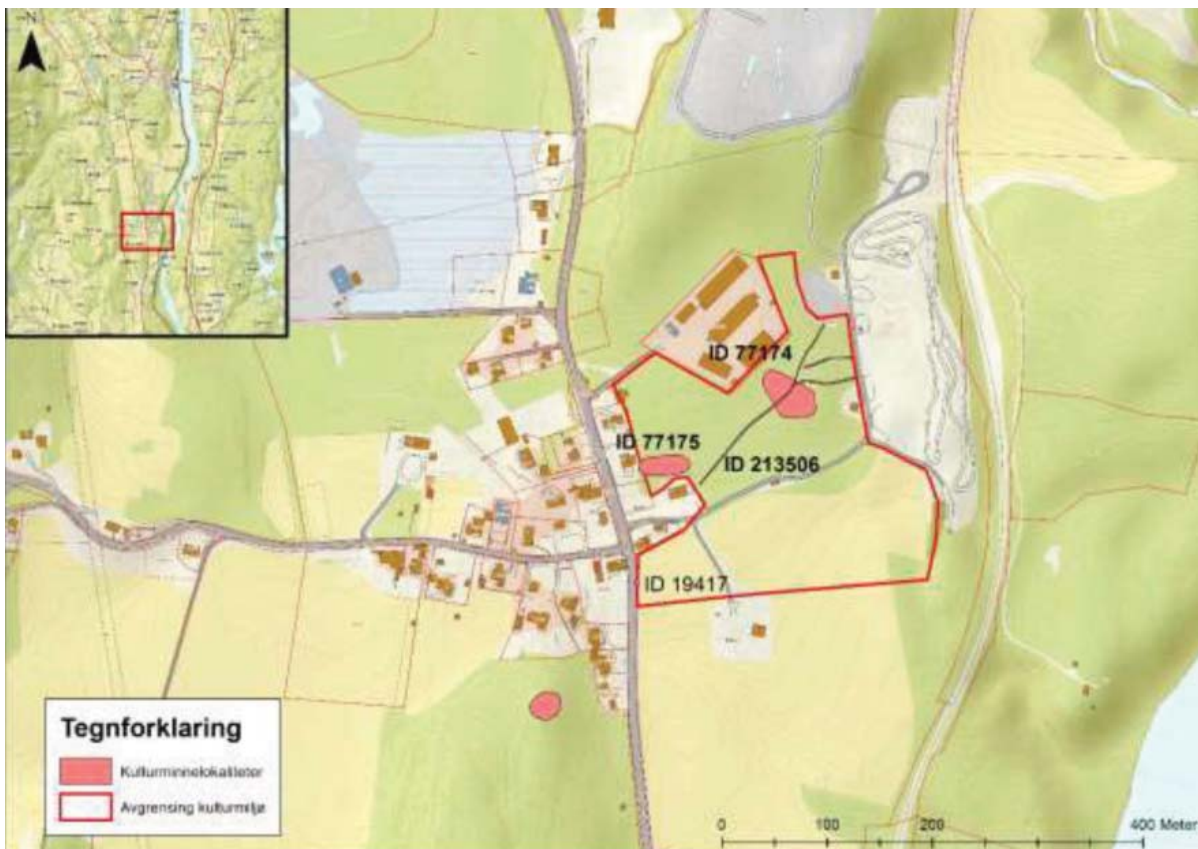 N
ID 77174
ID 77175
ID 213506
ID 19417
Tegnforklaring
Kulturminnelokaliteter
Avgrensing kulturmiljø
0 100 200 400 Meter